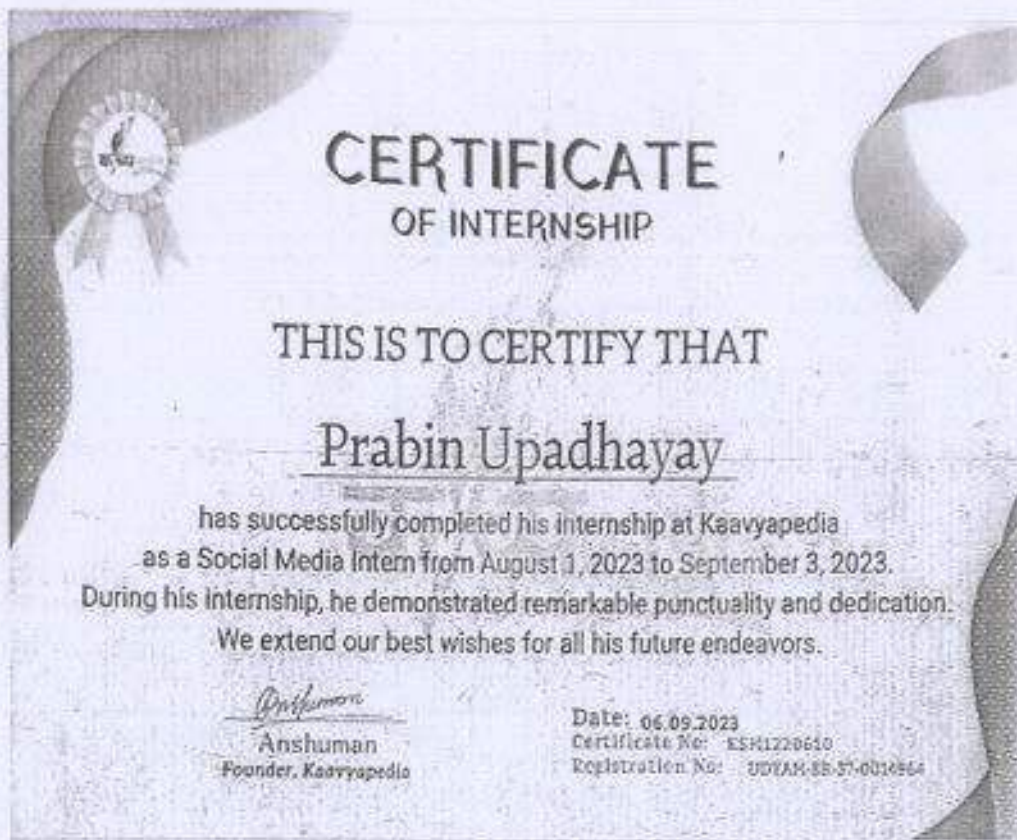 CERTIFICATE
OF INTERNSHIP
THIS IS TO CERTIFY THAT
Prabin Upadhayay
has successfully completed his internship at Kaavyapedia
as a Social Media Intern from August 1, 2023 to September 3, 2023.
During his internship, he demonstrated remarkable punctuality and dedication.
We extend our best wishes for all his future endeavors.
Anshuman
Anshuman
Founder, Kaavyapedia
Date: 06.09.2023
Certificate No:
Registration No: